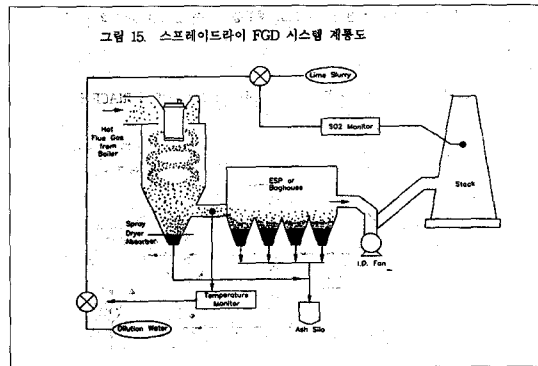 그림 15. 스프레이드라이 FGD 시스템 계통도
Lime Slurry
Hot
Flue Gas
from
Boiler
SO2 Monitor
ESP or
Baghouse
Stack
Spray
Dryer
Absorber
I.D. Fan
Temperature
Monitor
Ash Silo
Dilution Water